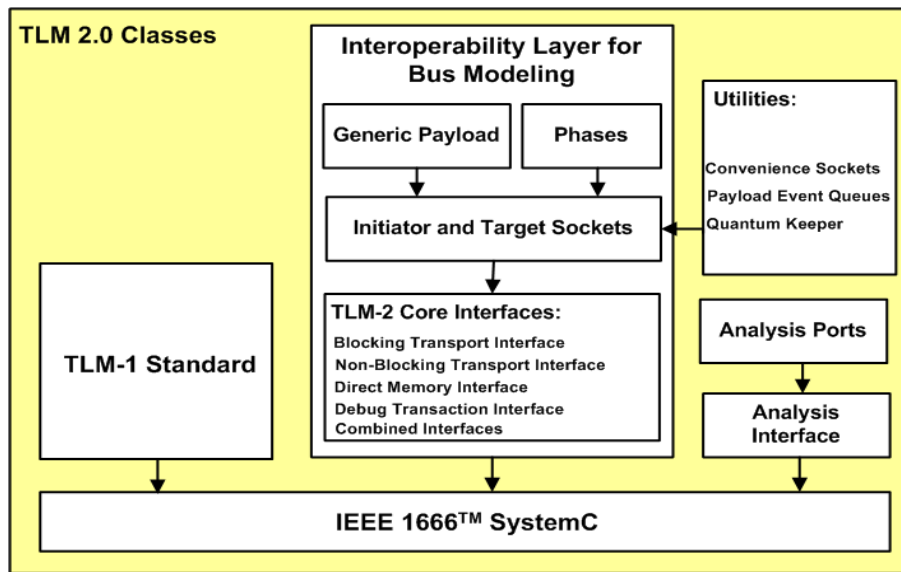 TLM 2.0 Classes
Interoperability Layer for
Bus Modeling
Generic Payload
Phases
Initiator and Target Sockets
TLM-2 Core Interfaces:
Blocking Transport Interface
Non-Blocking Transport Interface
Direct Memory Interface
Debug Transaction Interface
Combined Interfaces
Utilities:
Convenience Sockets
Payload Event Queues
Quantum Keeper
TLM-1 Standard
Analysis Ports
Analysis
Interface
IEEE 1666™ SystemC